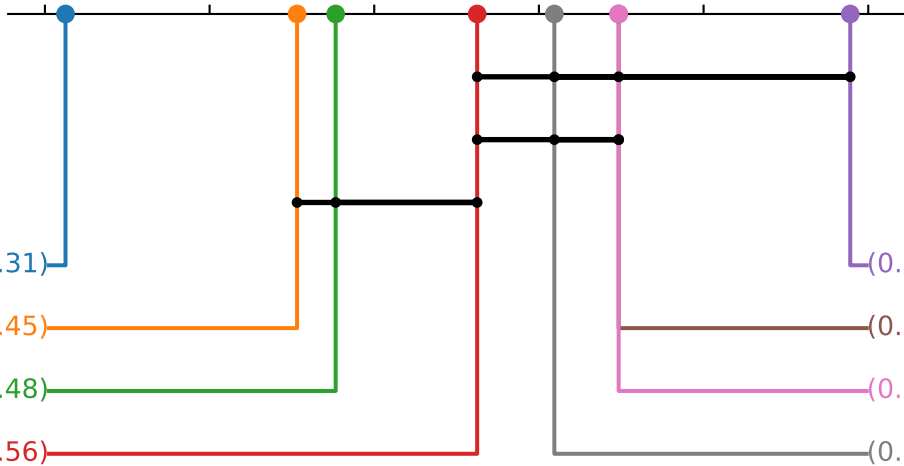 .31) (0.
.45) (0.
.48) (0.
.56) (0.